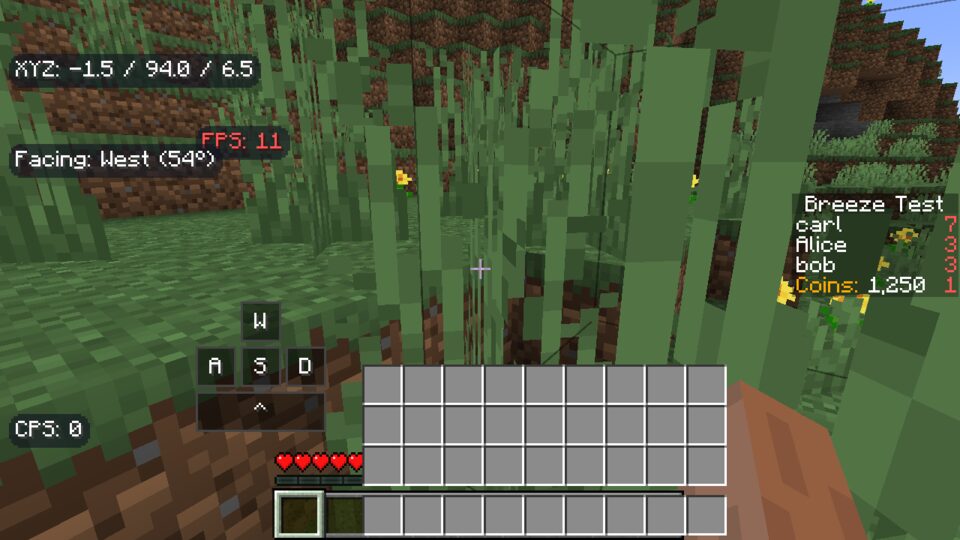 XYZ: -1.5 / 94.0 / 6.5
FPS: 11
Facing: West (54º)
Breeze Test
carl 7
Alice 3
bob 3
Coins: 1,250 1
W
A S D
^
CPS: 0